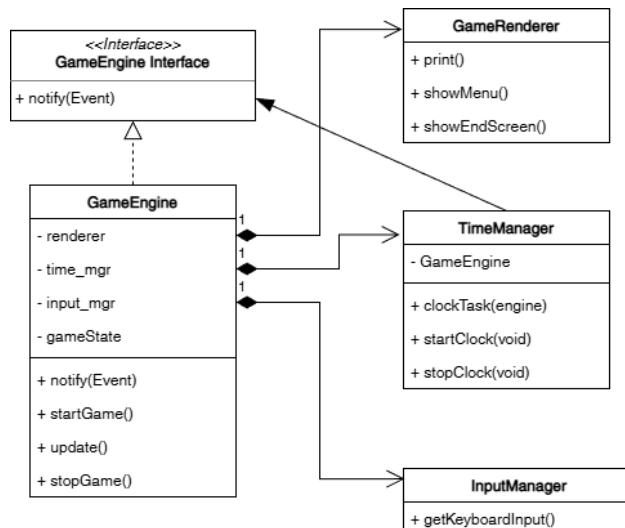 <<Interface>>
GameEngine Interface
+ notify(Event)
GameRenderer
+ print()
+ showMenu()
+ showEndScreen()
GameEngine
- renderer
- time_mgr
- input_mgr
- gameState
+ notify(Event)
+ startGame()
+ update()
+ stopGame()
1
1
1
TimeManager
- GameEngine
+ clockTask(engine)
+ startClock(void)
+ stopClock(void)
InputManager
+ getKeyboardInput()